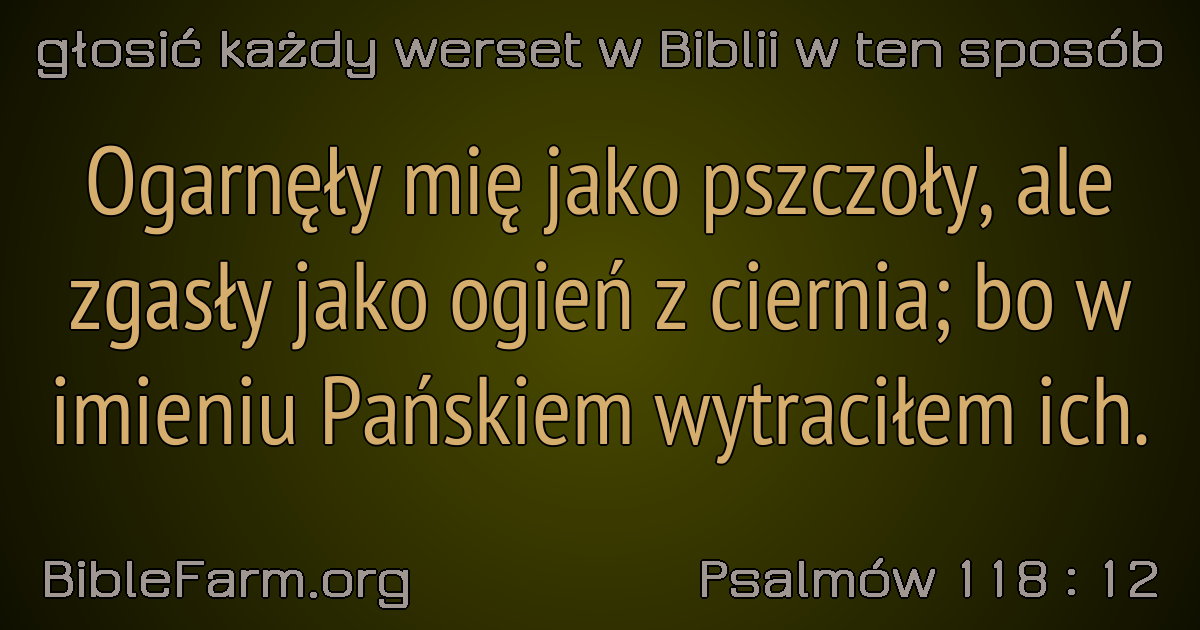 głosić każdy werset w Biblii w ten sposób
Ogarnęły mię jako pszczoły, ale
zgasły jako ogień z ciernia; bo w
imieniu Pańskiem wytraciłem ich.
BibleFarm.org
Psalmów 118 : 12